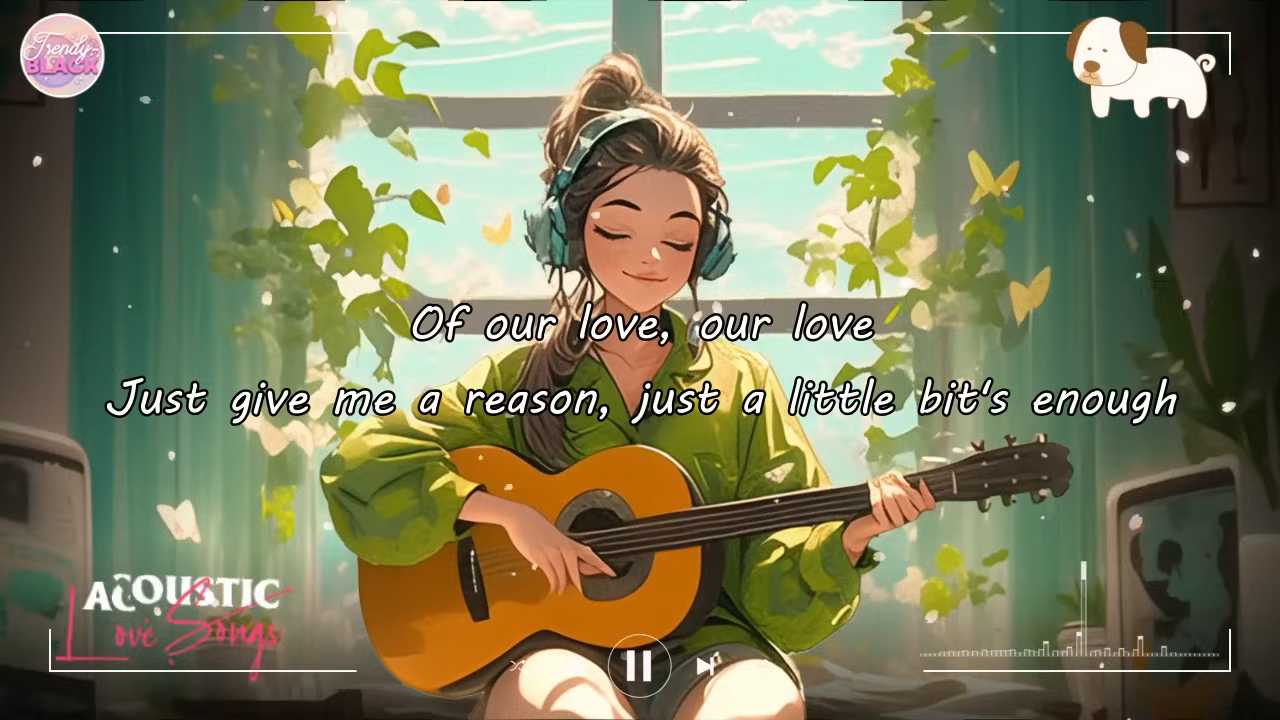 Trendy-
BLACK
Of our love, our love
Just give me a reason, just a little bit's enough
ACOUSTIC
Love Songs